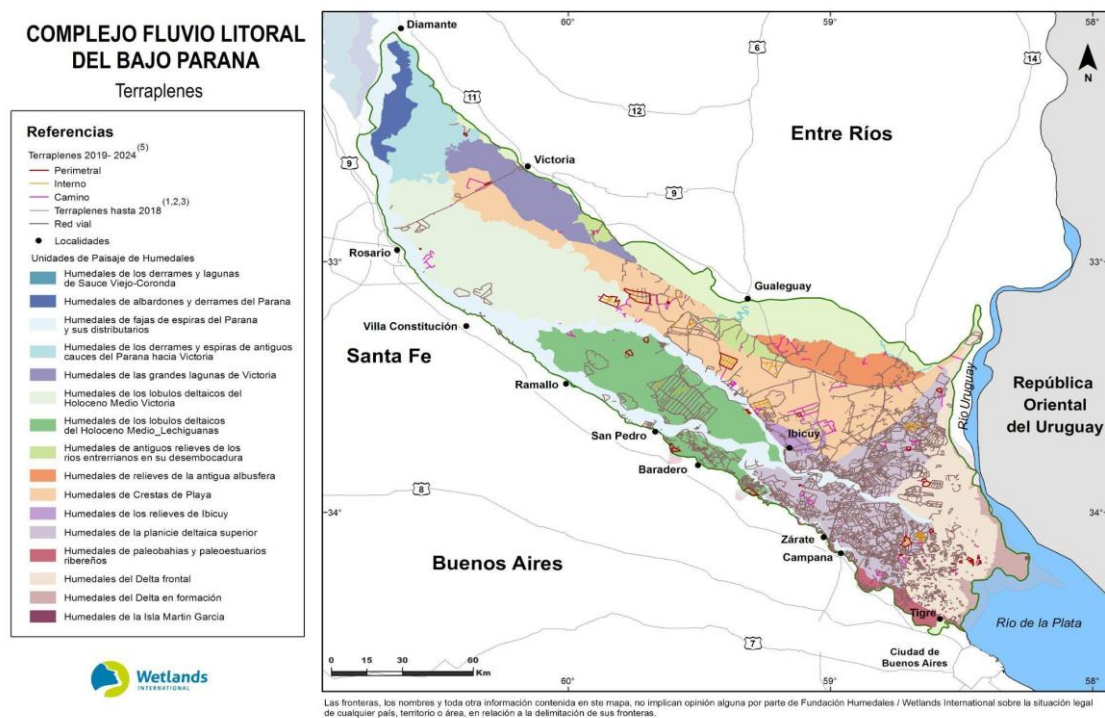 COMPLEJO FLUVIO LITORAL
DEL BAJO PARANA
Terraplenes
Referencias
Terraplenes 2019- 2024 (5)
Perimetral
Interno
Camino
Terraplenes hasta 2018 (1,2,3)
Red vial
Localidades
Unidades de Paisaje de Humedales
Humedales de los derrames y lagunas
de Sauce Viejo-Coronda
Humedales de albardones y derrames del Parana
Humedales de fajas de espiras del Parana
y sus distributarios
Humedales de los derrames y espiras de antiguos
cauces del Parana hacia Victoria
Humedales de las grandes lagunas de Victoria
Humedales de los lobulos deltaicos del
Holoceno Medio Victoria
Humedales de los lobulos deltaicos
del Holoceno Medio_Lechiguanas
Humedales de antiguos relieves de los
rios entrerrianos en su desembocadura
Humedales de relieves de la antigua albusfera
Humedales de Crestas de Playa
Humedales de los relieves de Ibicuy
Humedales de la planicie deltaica superior
Humedales de paleobahias y paleoestuarios
ribereños
Humedales del Delta frontal
Humedales del Delta en formación
Humedales de la Isla Martin Garcia
Wetlands
INTERNATIONAL
60°
59°
58°
Diamante
6
14
N
11
12
Entre Ríos
9
Victoria
9
33°
Rosario
33°
Gualeguay
Villa Constitución
Santa Fe
Río Uruguay
República
Oriental
del Uruguay
Ramallo
San Pedro
Ibicuy
Baradero
8
34°
34°
Zárate
Campana
Buenos Aires
Tigre
Río de la Plata
7
Ciudad de
Buenos Aires
0 15 30 60
Km
60°
59°
58°
Las fronteras, los nombres y toda otra información contenida en ste mapa, no implican opinión alguna por parte de Fundación Humedales / Wetlands International sobre la situación legal
de cualquier país, territorio o área, en relación a la delimitación de sus fronteras.